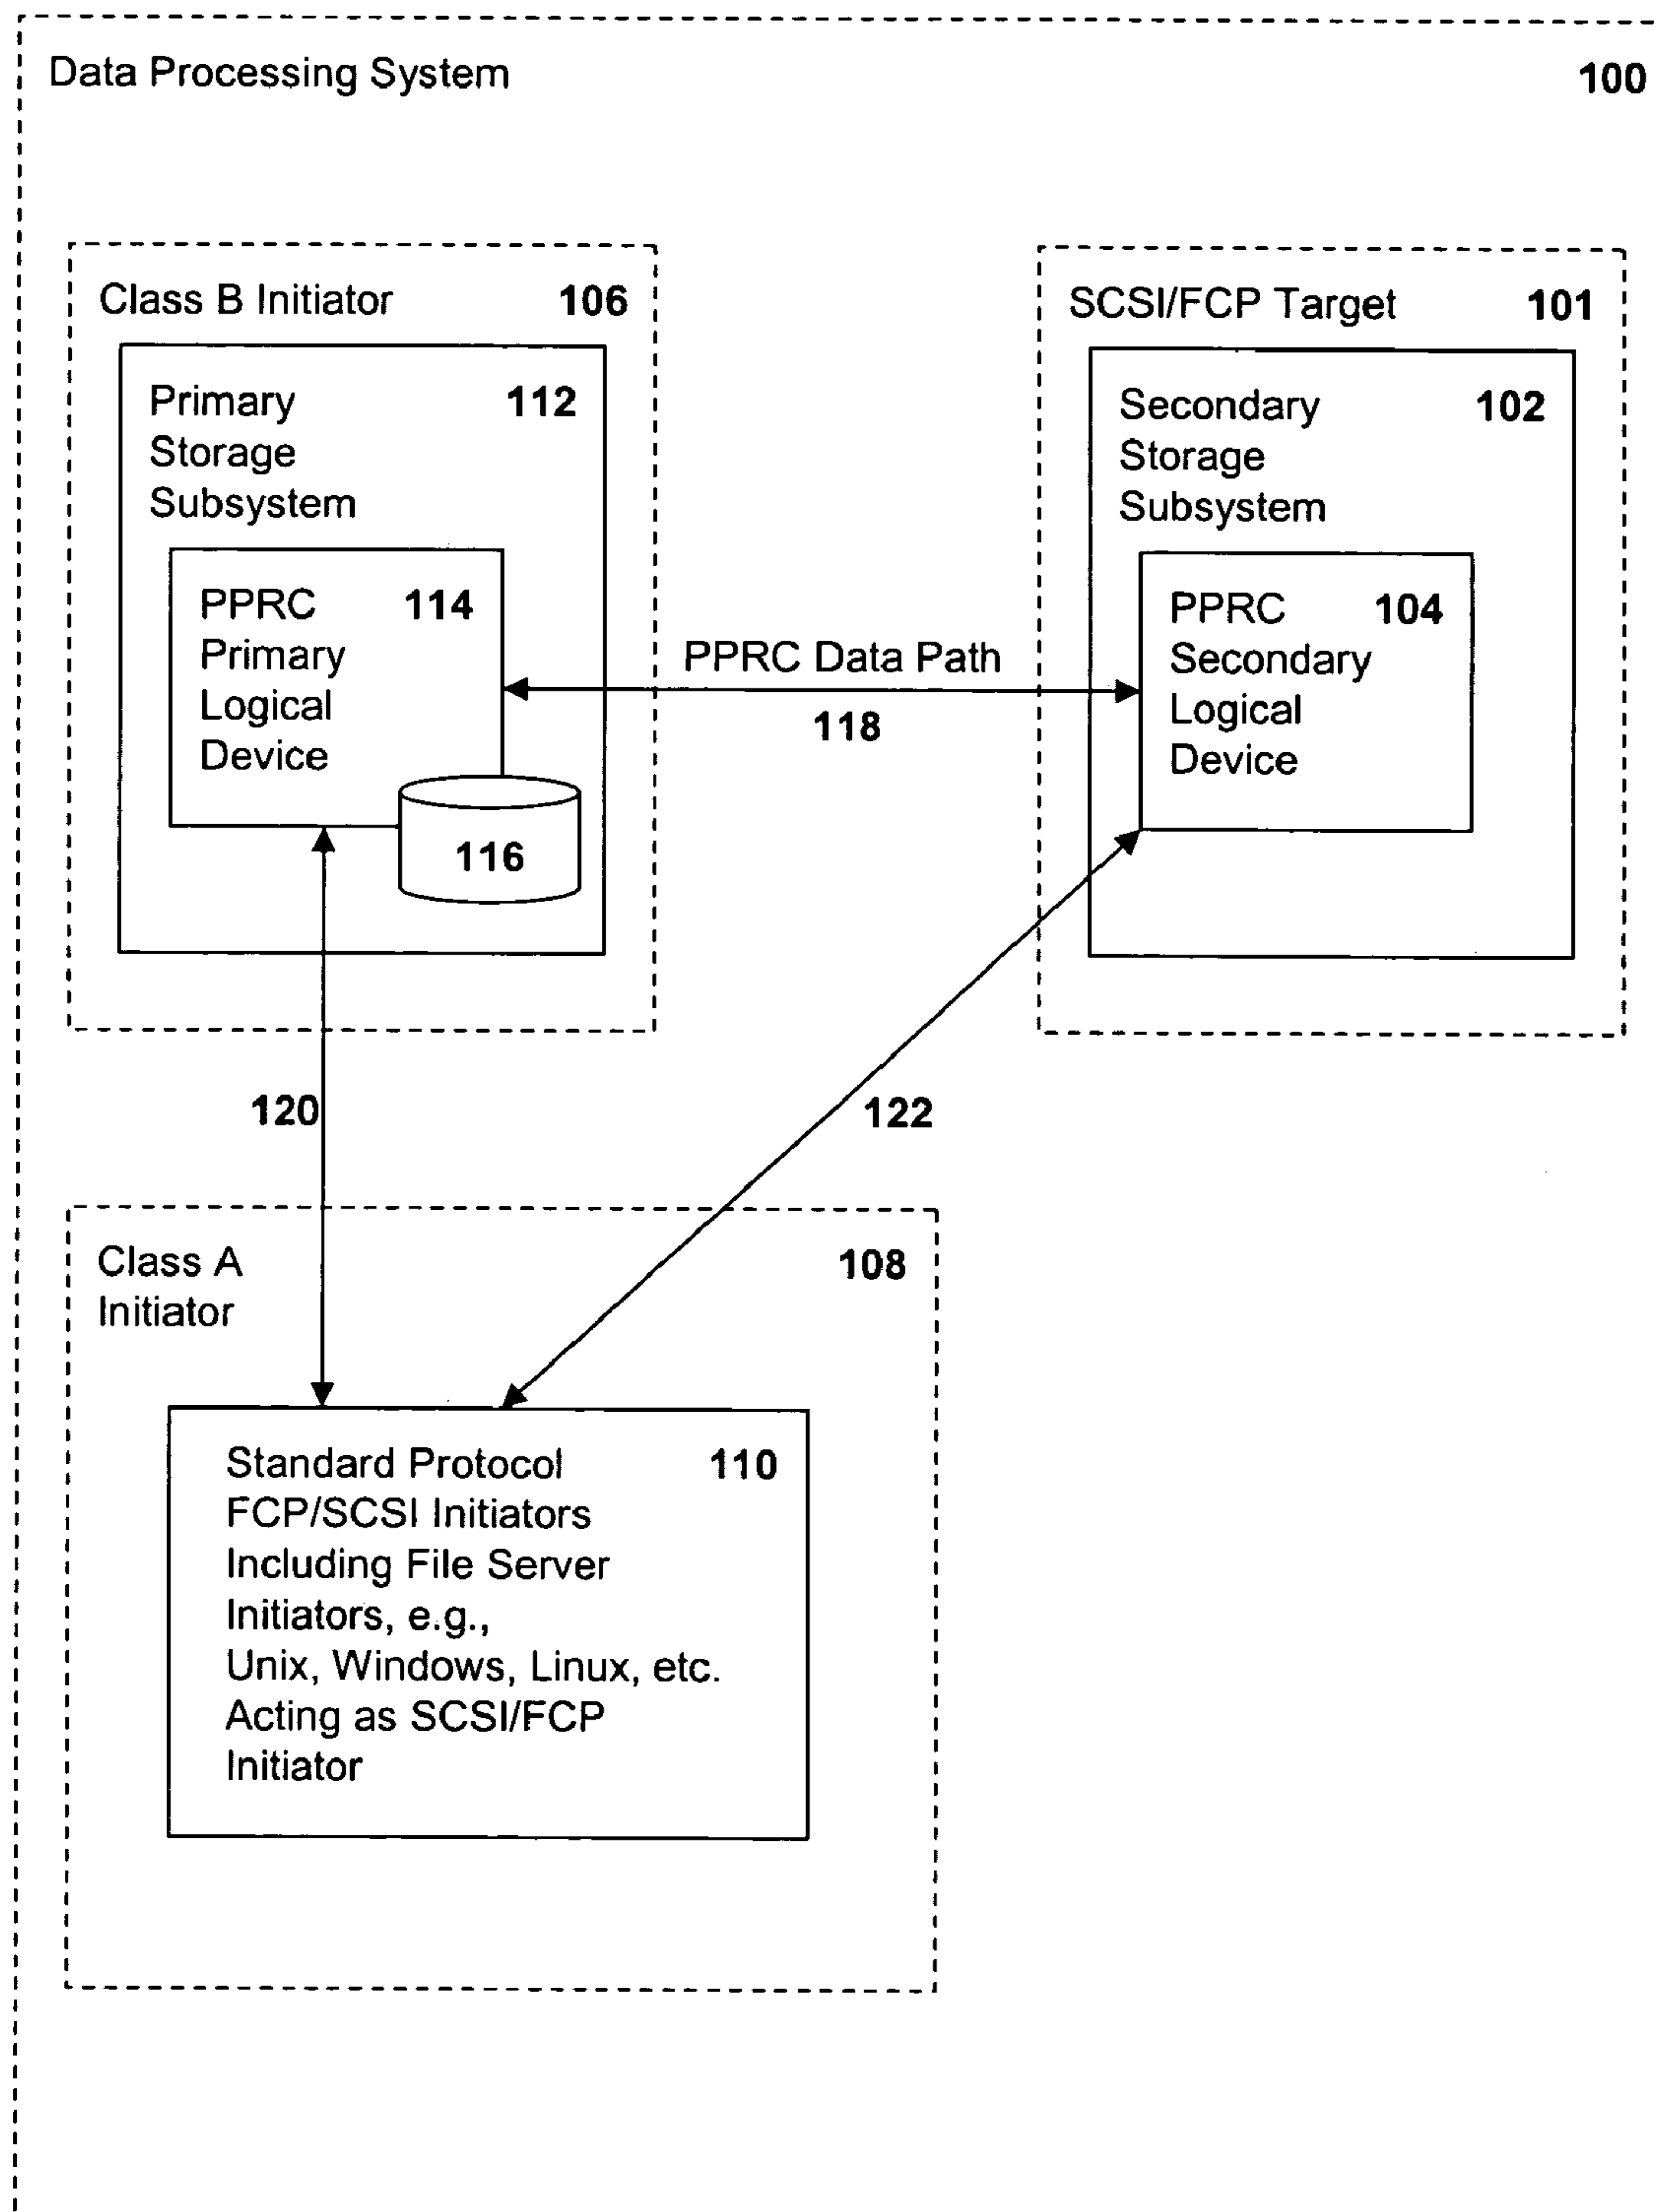 Data Processing System 100
Class B Initiator 106
Primary 112
Storage
Subsystem
PPRC 114
Primary
Logical
Device
116
PPRC Data Path
118
SCSI/FCP Target 101
Secondary 102
Storage
Subsystem
PPRC 104
Secondary
Logical
Device
120
122
Class A 108
Initiator
Standard Protocol 110
FCP/SCSI Initiators
Including File Server
Initiators, e.g.,
Unix, Windows, Linux, etc.
Acting as SCSI/FCP
Initiator